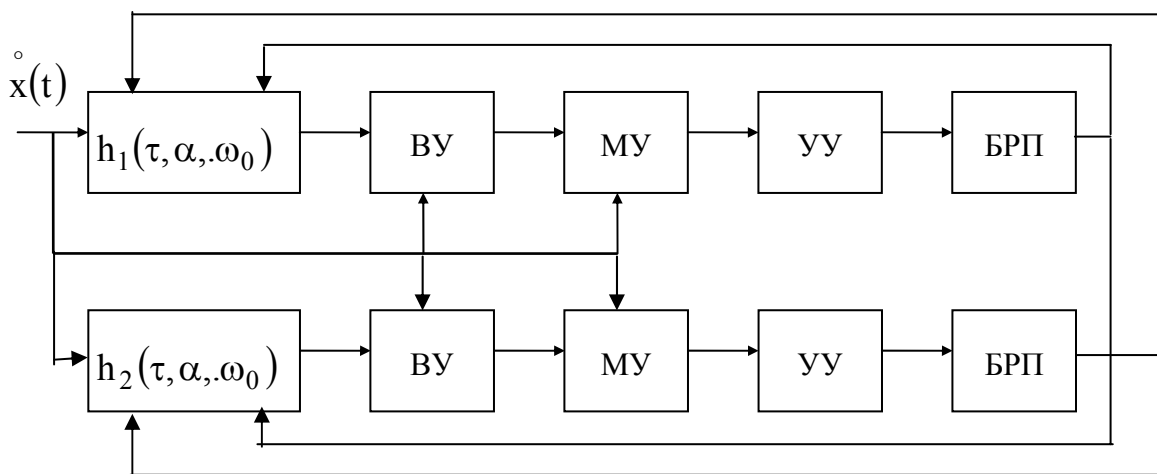 x̊(t)
h₁(τ, α,.ω₀)
ВУ
МУ
УУ
БРП
h₂(τ, α,.ω₀)
ВУ
МУ
УУ
БРП